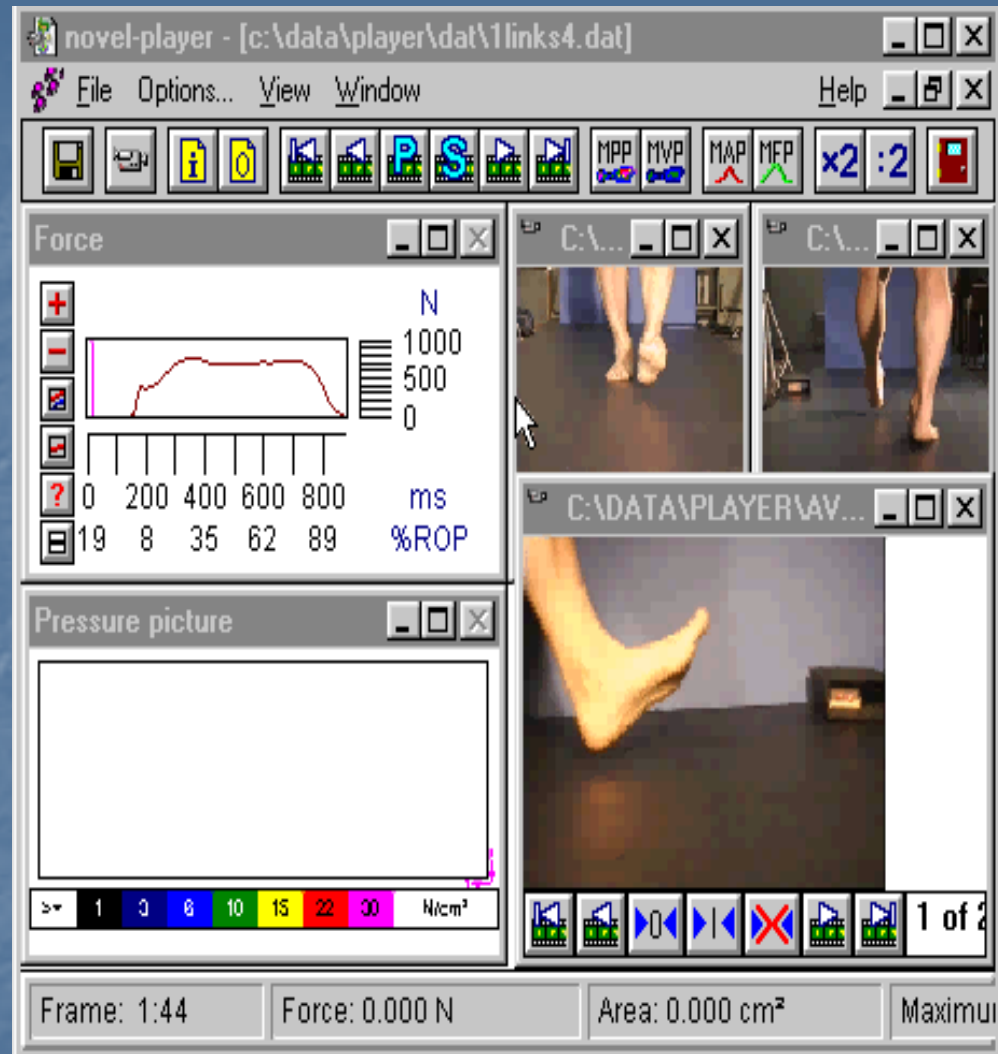 novel-player - [c:\data\player\dat\1links4.dat]
File Options... View Window Help
i 0 P S MPP MVP MAP MFP ×2 :2
Force
C:\...
C:\...
N
1000
500
0
0 200 400 600 800 ms
19 8 35 62 89 %ROP
C:\DATA\PLAYER\AV...
Pressure picture
>= 1 3 6 10 15 22 30 N/cm²
0 1 of 2
Frame: 1:44 Force: 0.000 N Area: 0.000 cm² Maximu